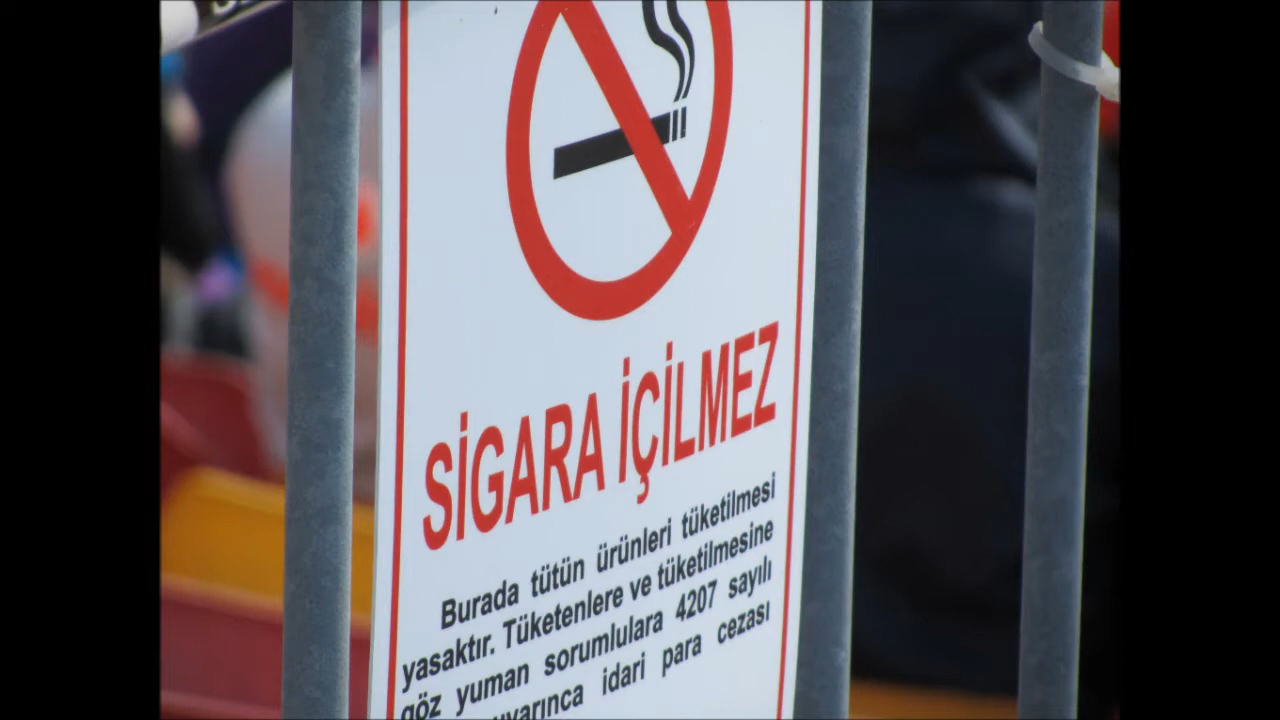 SİGARA İÇİLMEZ
Burada tütün ürünleri tüketilmesi
yasaktır. Tüketenlere ve tüketilmesine
göz yuman sorumlulara 4207 sayılı
idari para cezası